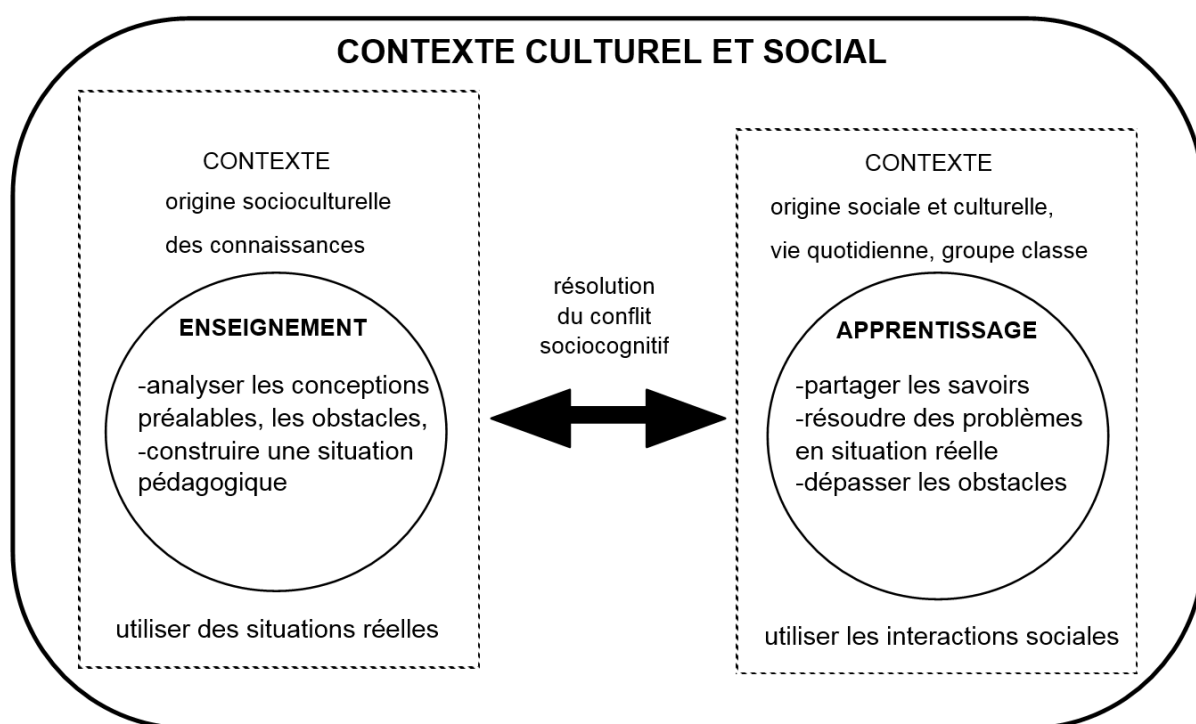 CONTEXTE CULTUREL ET SOCIAL
CONTEXTE
origine socioculturelle
des connaissances
ENSEIGNEMENT
-analyser les conceptions
préalables, les obstacles,
-construire une situation
pédagogique
utiliser des situations réelles
résolution
du conflit
sociocognitif
CONTEXTE
origine sociale et culturelle,
vie quotidienne, groupe classe
APPRENTISSAGE
-partager les savoirs
-résoudre des problèmes
en situation réelle
-dépasser les obstacles
utiliser les interactions sociales